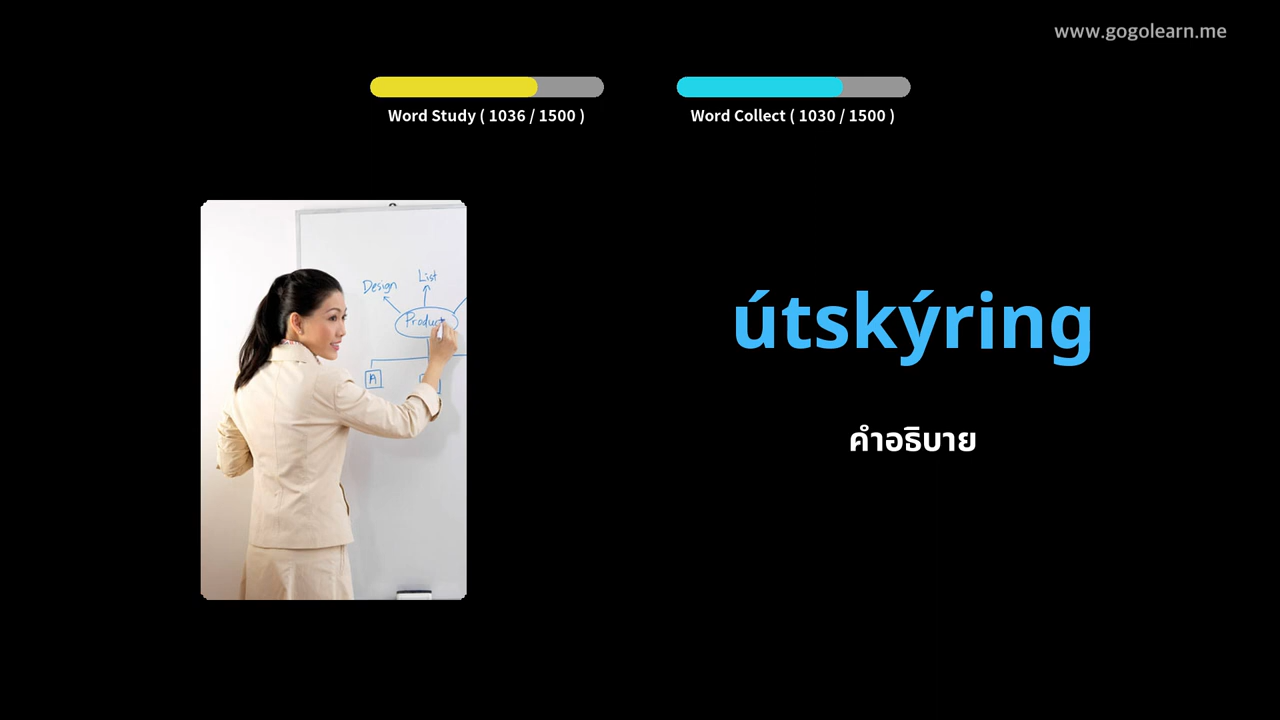 www.gogolearn.me
Word Study ( 1036 / 1500 )
Word Collect ( 1030 / 1500 )
List
Design
Product
A
útskýring
คำอธิบาย